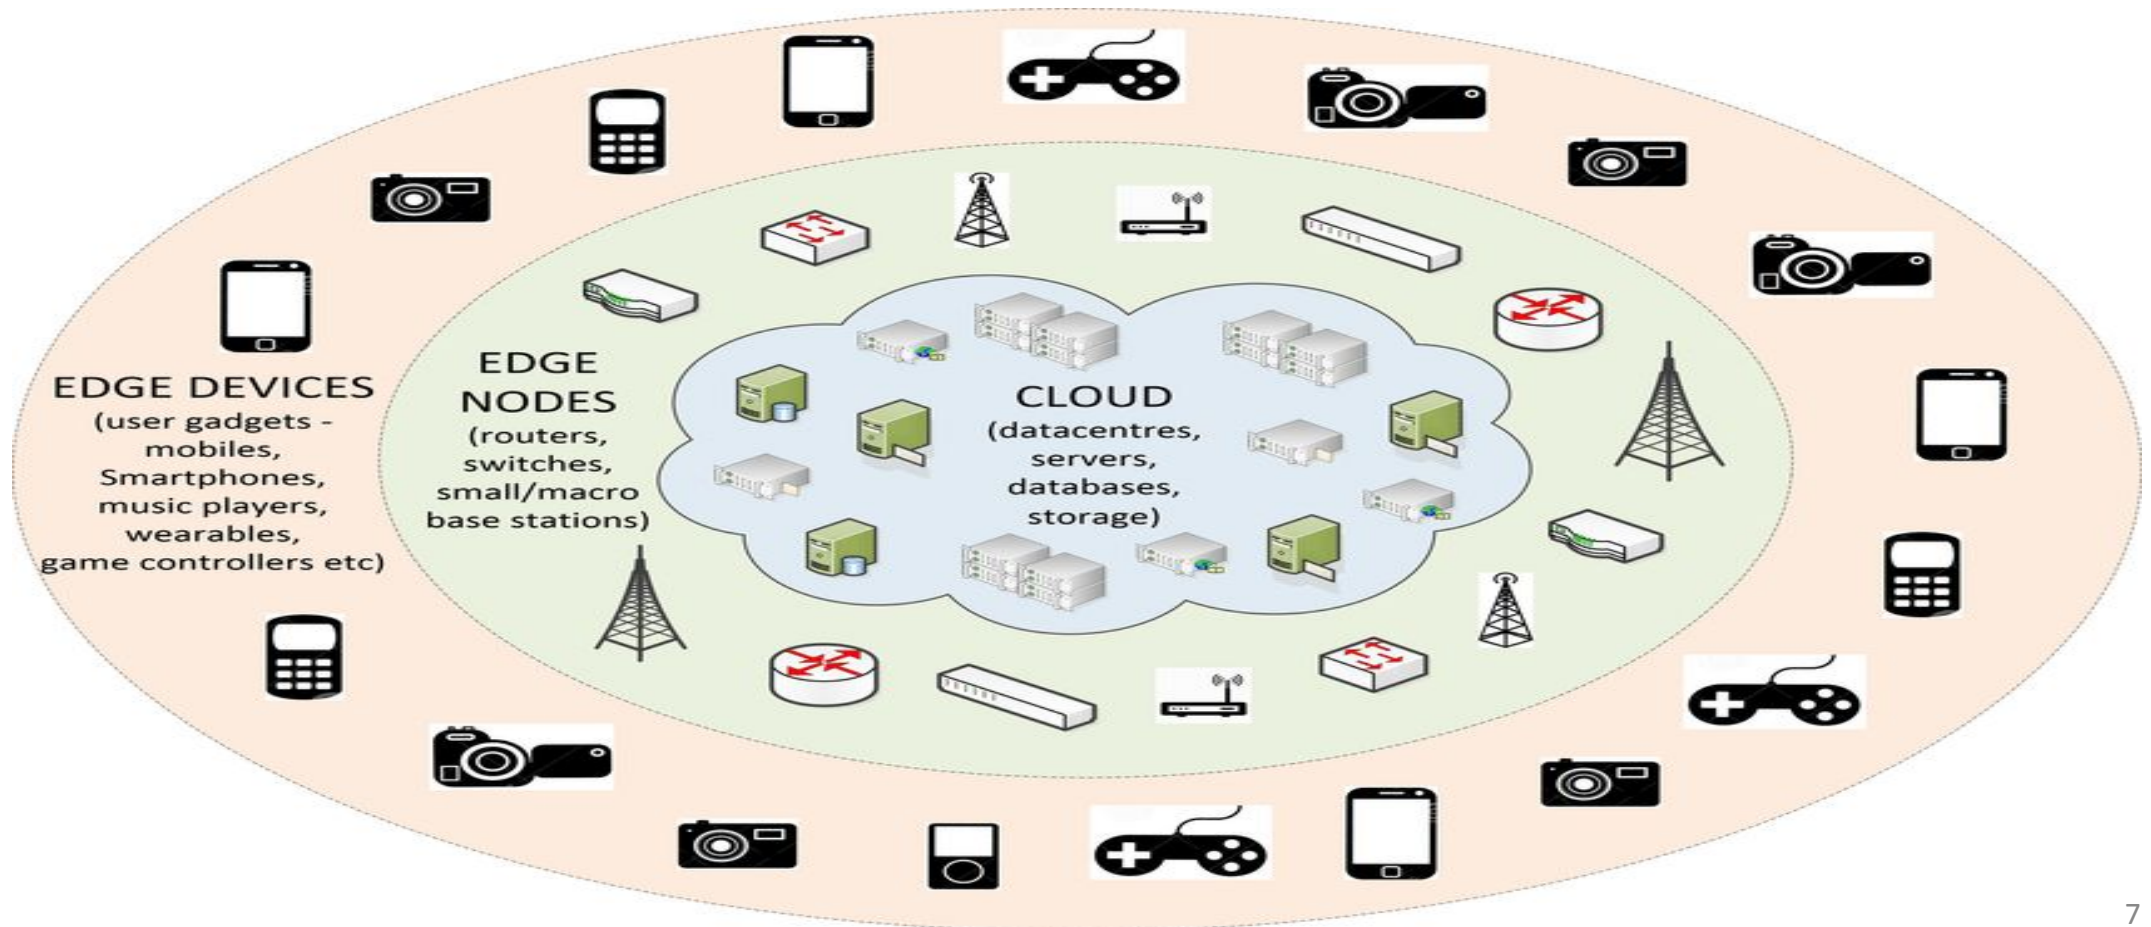 EDGE DEVICES
(user gadgets -
mobiles,
Smartphones,
music players,
wearables,
game controllers etc)
EDGE
NODES
(routers,
switches,
small/macro
base stations)
CLOUD
(datacentres,
servers,
databases,
storage)
7